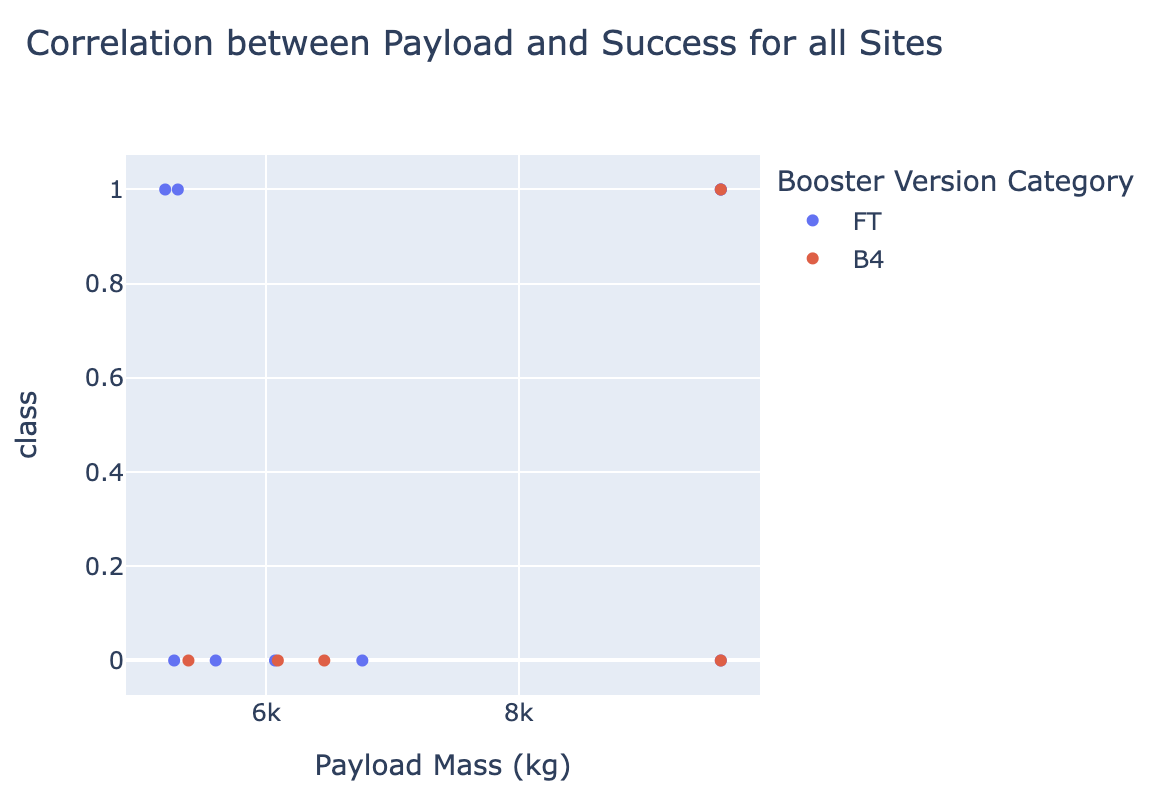 Correlation between Payload and Success for all Sites
1
0.8
0.6
0.4
0.2
0
class
6k
8k
Payload Mass (kg)
Booster Version Category
FT
B4